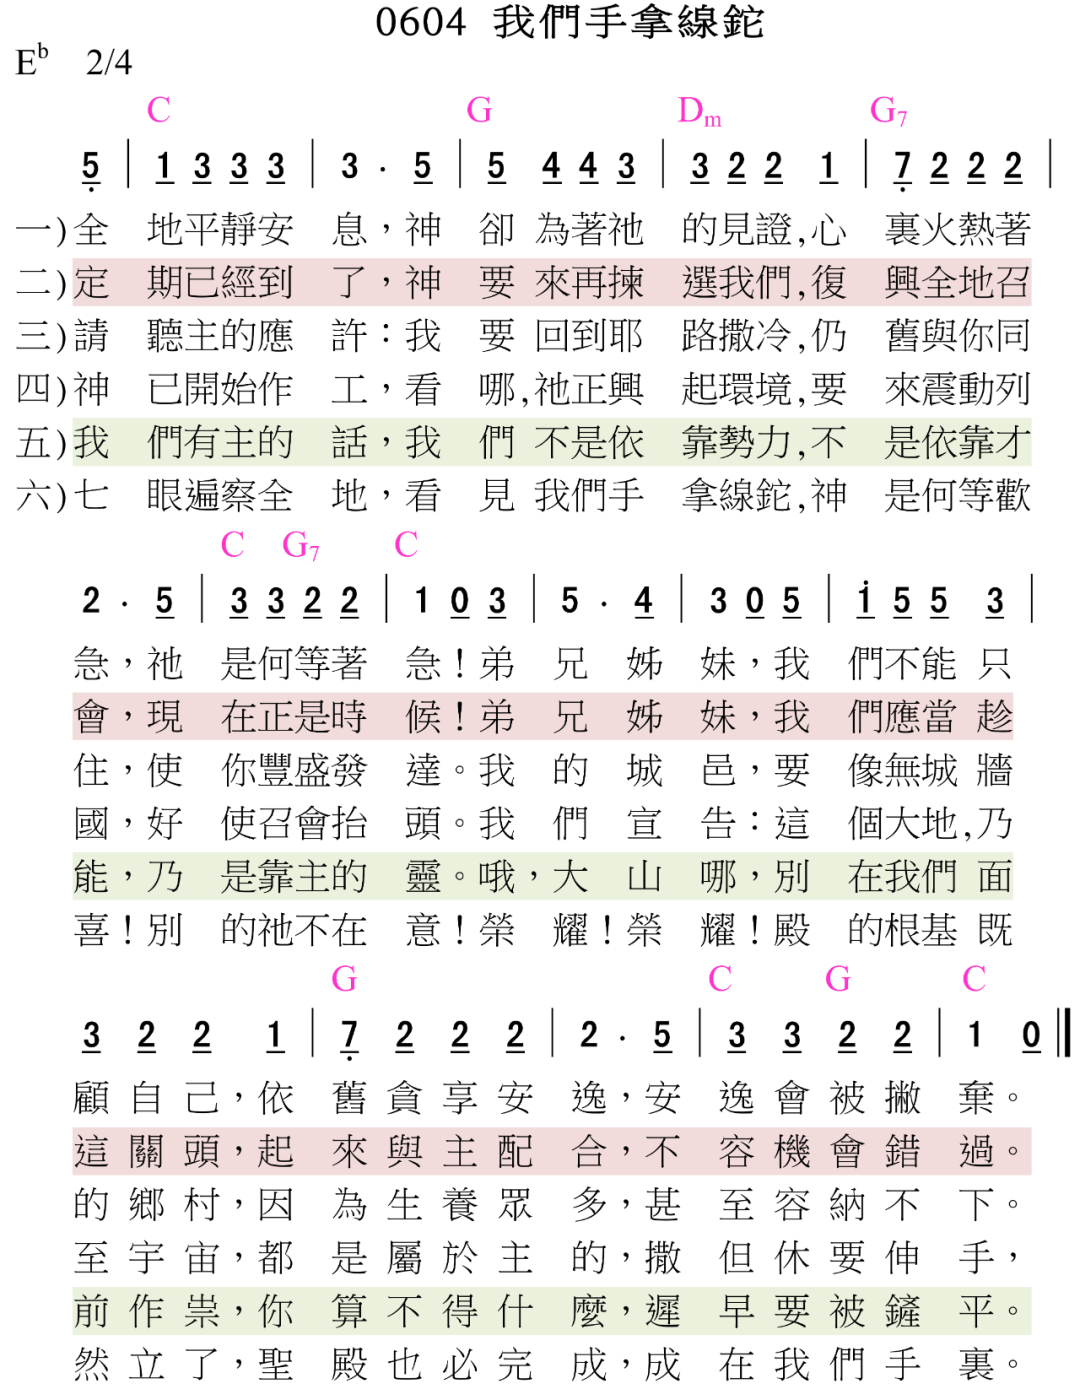 0604 我們手拿線鉈
E♭ 2/4
C G Dm G7
5̣ | 1 3 3 3 | 3 · 5 | 5 4 4 3 | 3 2 2 1 | 7̣ 2 2 2 |
一)全 地平靜安 息，神 卻 為著祂 的見證,心 裏火熱著
二)定 期已經到 了，神 要 來再揀 選我們,復 興全地召
三)請 聽主的應 許：我 要 回到耶 路撒冷,仍 舊與你同
四)神 已開始作 工，看 哪,祂正興 起環境,要 來震動列
五)我 們有主的 話，我 們 不是依 靠勢力,不 是依靠才
六)七 眼遍察全 地，看 見 我們手 拿線鉈,神 是何等歡
C G7 C
2 · 5 | 3 3 2 2 | 1 0 3 | 5 · 4 | 3 0 5 | i 5 5 3 |
急，祂 是何等著 急！弟 兄 姊 妹，我 們不能 只
會，現 在正是時 候！弟 兄 姊 妹，我 們應當 趁
住，使 你豐盛發 達。我 的 城 邑，要 像無城 牆
國，好 使召會抬 頭。我 們 宣 告：這 個大地,乃
能，乃 是靠主的 靈。哦，大 山 哪，別 在我們 面
喜！別 的祂不在 意！榮 耀！榮 耀！殿 的根基 既
G C G C
3 2 2 1 | 7̣ 2 2 2 | 2 · 5 | 3 3 2 2 | 1 0 ‖
顧 自 己，依 舊 貪 享 安 逸，安 逸 會 被 撇 棄。
這 關 頭，起 來 與 主 配 合，不 容 機 會 錯 過。
的 鄉 村，因 為 生 養 眾 多，甚 至 容 納 不 下。
至 宇 宙，都 是 屬 於 主 的，撒 但 休 要 伸 手，
前 作 祟，你 算 不 得 什 麼，遲 早 要 被 鏟 平。
然 立 了，聖 殿 也 必 完 成，成 在 我 們 手 裏。